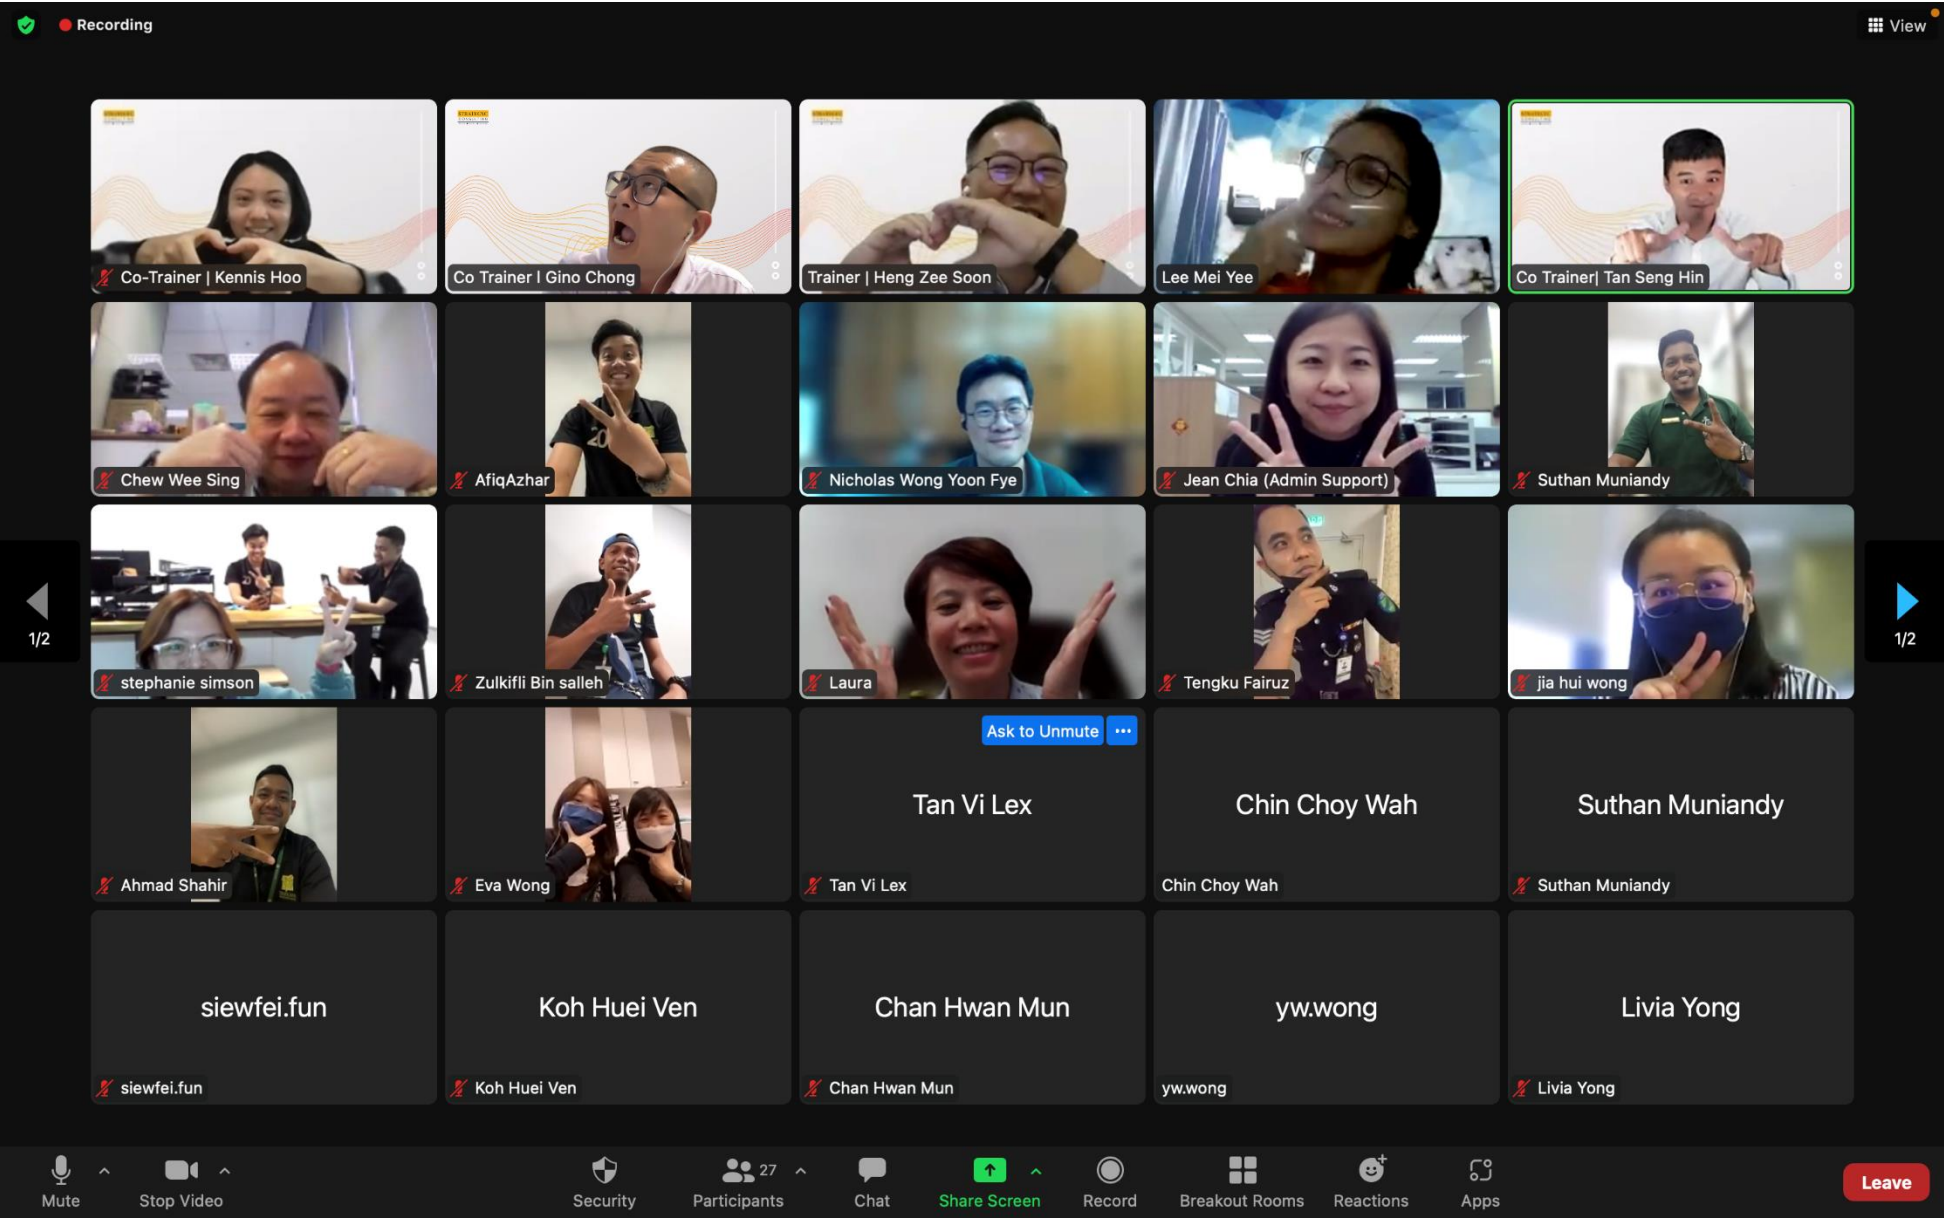 Recording
View
Co-Trainer | Kennis Hoo
Co Trainer I Gino Chong
Trainer | Heng Zee Soon
Lee Mei Yee
Co Trainer| Tan Seng Hin
Chew Wee Sing
AfiqAzhar
Nicholas Wong Yoon Fye
Jean Chia (Admin Support)
Suthan Muniandy
stephanie simson
Zulkifli Bin salleh
Laura
Tengku Fairuz
jia hui wong
1/2
1/2
Ahmad Shahir
Eva Wong
Ask to Unmute
Tan Vi Lex
Tan Vi Lex
Chin Choy Wah
Chin Choy Wah
Suthan Muniandy
Suthan Muniandy
siewfei.fun
siewfei.fun
Koh Huei Ven
Koh Huei Ven
Chan Hwan Mun
Chan Hwan Mun
yw.wong
yw.wong
Livia Yong
Livia Yong
Mute
Stop Video
Security
27
Participants
Chat
Share Screen
Record
Breakout Rooms
Reactions
Apps
Leave